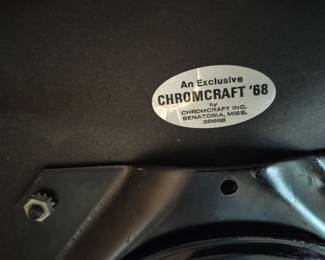 An Exclusive
CHROMCRAFT '68
by
CHROMCRAFT INC.
SENATOBIA, MISS.
38668